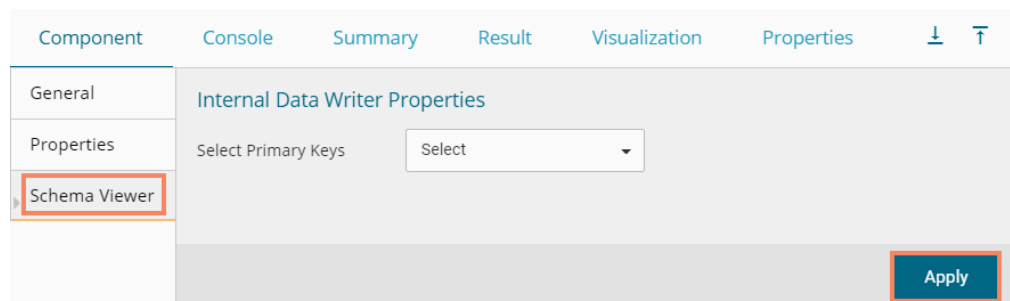 Component Console Summary Result Visualization Properties
General
Internal Data Writer Properties
Properties
Select Primary Keys Select
Schema Viewer
Apply